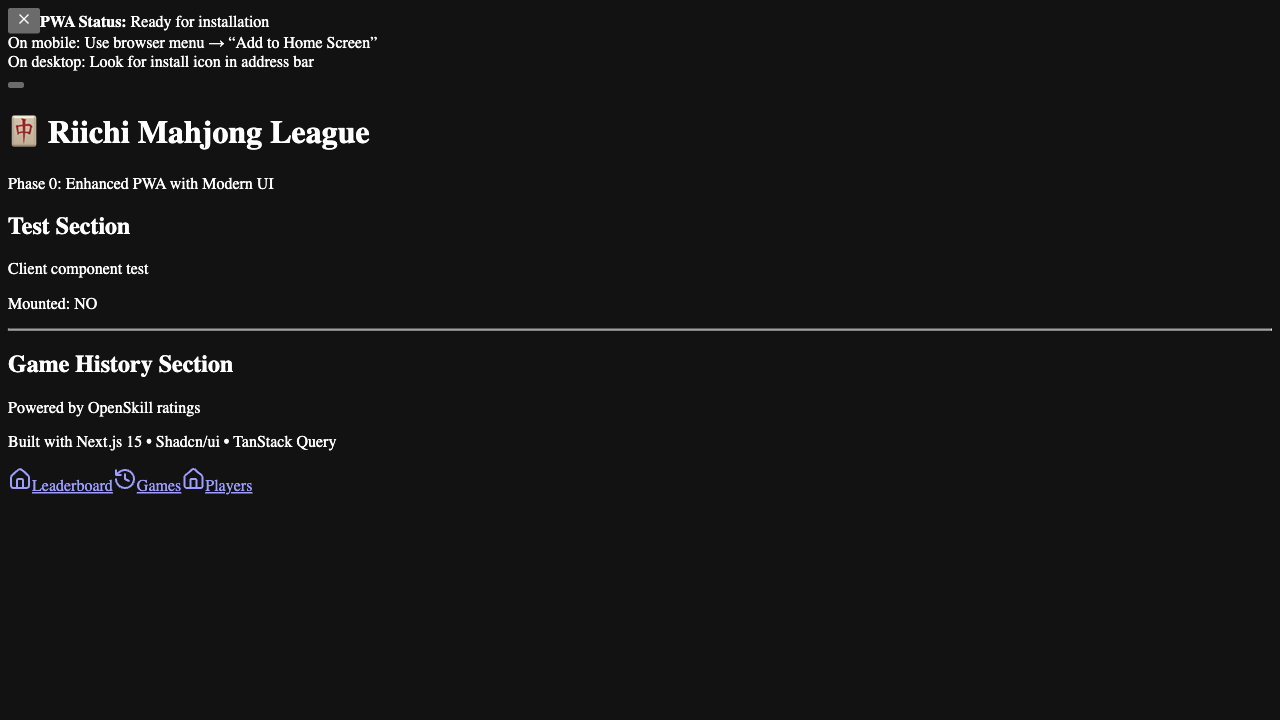 PWA Status: Ready for installation
On mobile: Use browser menu → “Add to Home Screen”
On desktop: Look for install icon in address bar
🀄 Riichi Mahjong League
Phase 0: Enhanced PWA with Modern UI
Test Section
Client component test
Mounted: NO
Game History Section
Powered by OpenSkill ratings
Built with Next.js 15 • Shadcn/ui • TanStack Query
Leaderboard Games Players